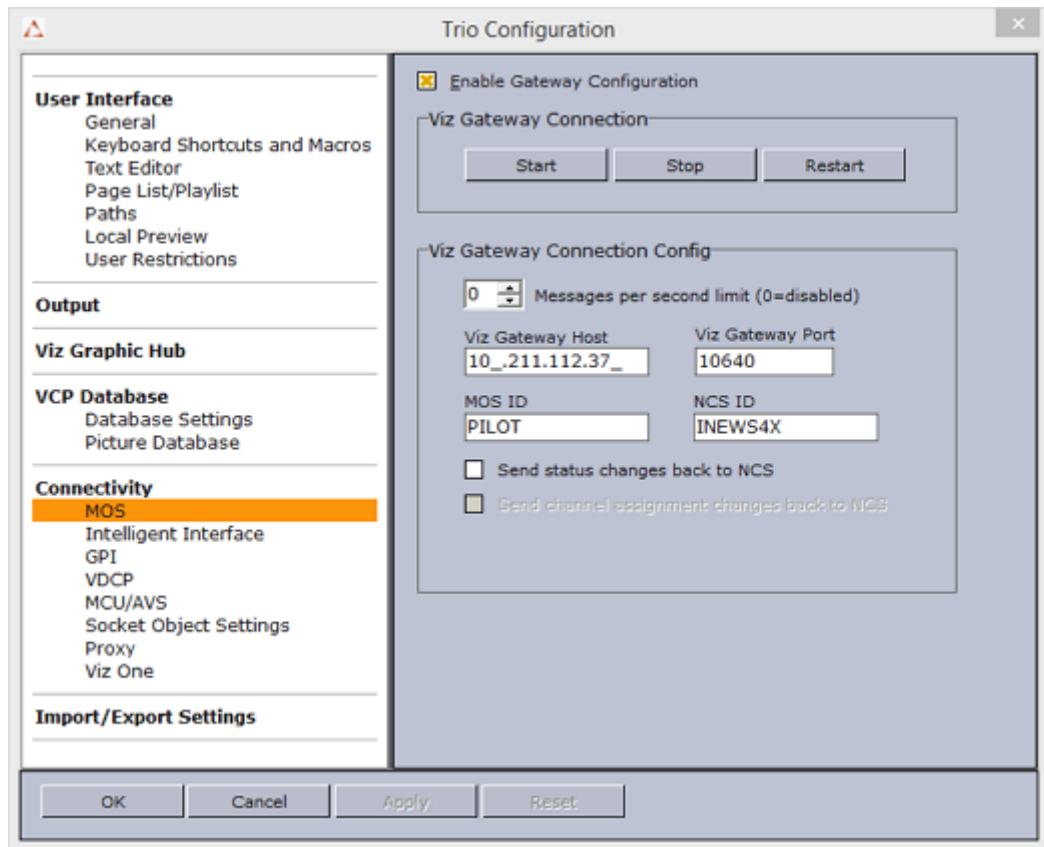 Trio Configuration
User Interface
General
Keyboard Shortcuts and Macros
Text Editor
Page List/Playlist
Paths
Local Preview
User Restrictions
Output
Viz Graphic Hub
VCP Database
Database Settings
Picture Database
Connectivity
MOS
Intelligent Interface
GPI
VDCP
MCU/AVS
Socket Object Settings
Proxy
Viz One
Import/Export Settings
Enable Gateway Configuration
Viz Gateway Connection
Start Stop Restart
Viz Gateway Connection Config
0 Messages per second limit (0=disabled)
Viz Gateway Host Viz Gateway Port
10_.211.112.37_ 10640
MOS ID NCS ID
PILOT INEWS4X
Send status changes back to NCS
Send channel assignment changes back to NCS
OK Cancel Apply Reset